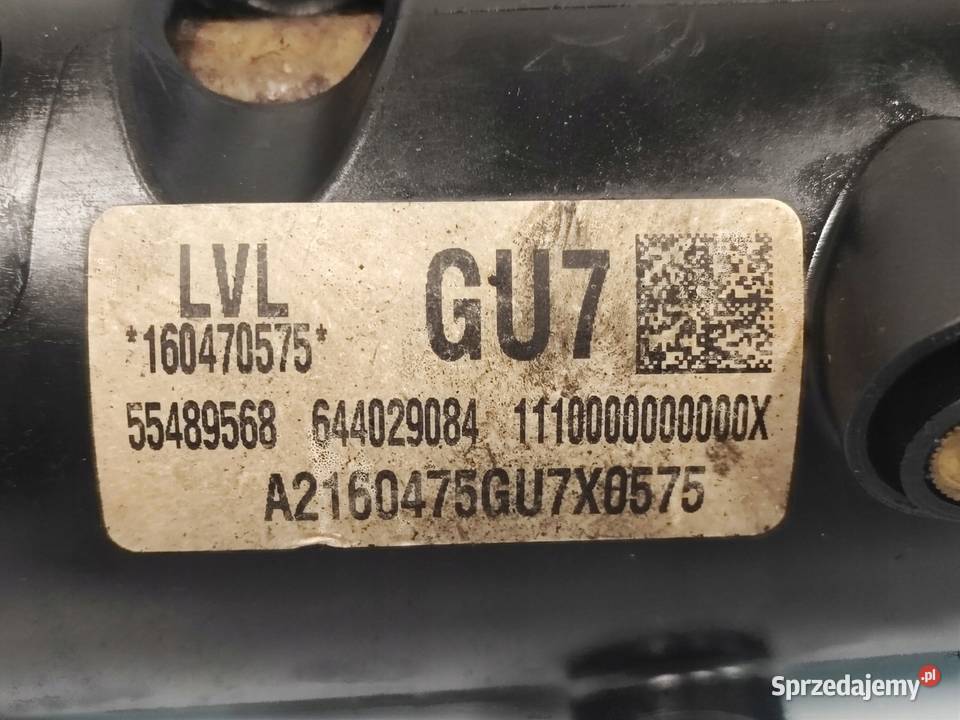 LVL
GU7
*160470575*
55489568 644029084 1110000000000X
A2160475GU7X0575
Sprzedajemy.pl